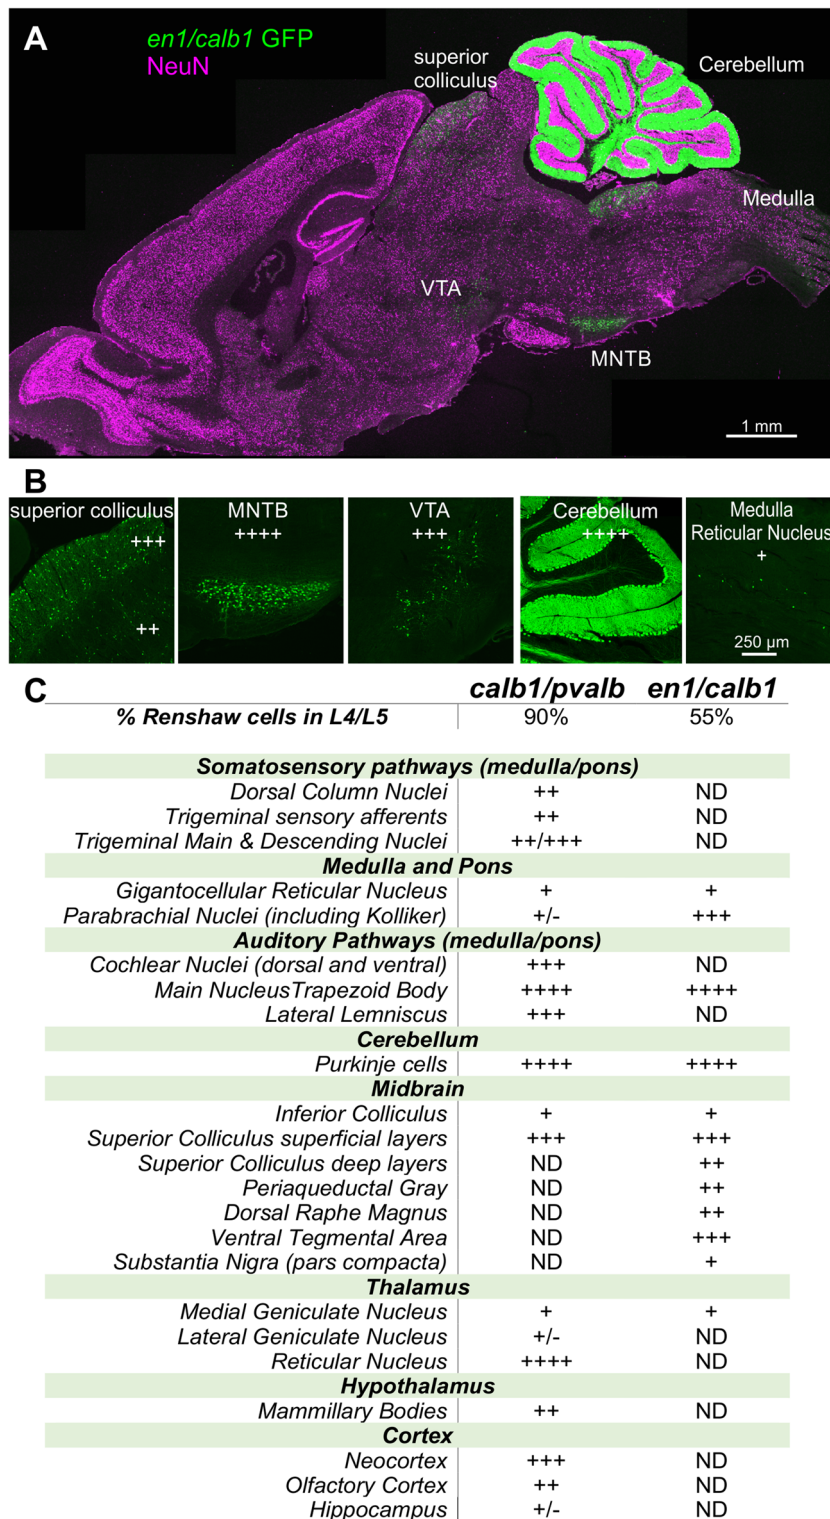 A
en1/calb1 GFP
NeuN
superior
colliculus
Cerebellum
Medulla
VTA
MNTB
1 mm
B
superior colliculus
+++
++
MNTB
++++
VTA
+++
Cerebellum
++++
Medulla
Reticular Nucleus
+
250 µm
C
calb1/pvalb en1/calb1
% Renshaw cells in L4/L5 90% 55%
Somatosensory pathways (medulla/pons)
Dorsal Column Nuclei ++ ND
Trigeminal sensory afferents ++ ND
Trigeminal Main & Descending Nuclei ++/+++ ND
Medulla and Pons
Gigantocellular Reticular Nucleus + +
Parabrachial Nuclei (including Kolliker) +/- +++
Auditory Pathways (medulla/pons)
Cochlear Nuclei (dorsal and ventral) +++ ND
Main NucleusTrapezoid Body ++++ ++++
Lateral Lemniscus +++ ND
Cerebellum
Purkinje cells ++++ ++++
Midbrain
Inferior Colliculus + +
Superior Colliculus superficial layers +++ +++
Superior Colliculus deep layers ND ++
Periaqueductal Gray ND ++
Dorsal Raphe Magnus ND ++
Ventral Tegmental Area ND +++
Substantia Nigra (pars compacta) ND +
Thalamus
Medial Geniculate Nucleus + +
Lateral Geniculate Nucleus +/- ND
Reticular Nucleus ++++ ND
Hypothalamus
Mammillary Bodies ++ ND
Cortex
Neocortex +++ ND
Olfactory Cortex ++ ND
Hippocampus +/- ND